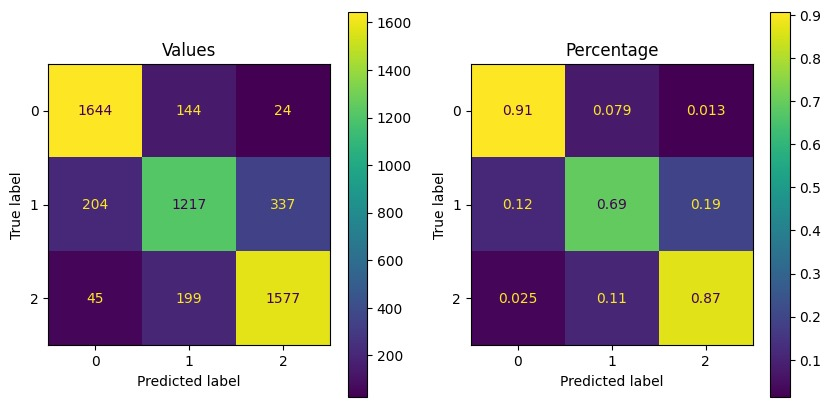 Values
Percentage
0 1644 144 24
1 204 1217 337
2 45 199 1577
0 1 2
True label
Predicted label
1600
1400
1200
1000
800
600
400
200
0 0.91 0.079 0.013
1 0.12 0.69 0.19
2 0.025 0.11 0.87
0 1 2
True label
Predicted label
0.9
0.8
0.7
0.6
0.5
0.4
0.3
0.2
0.1